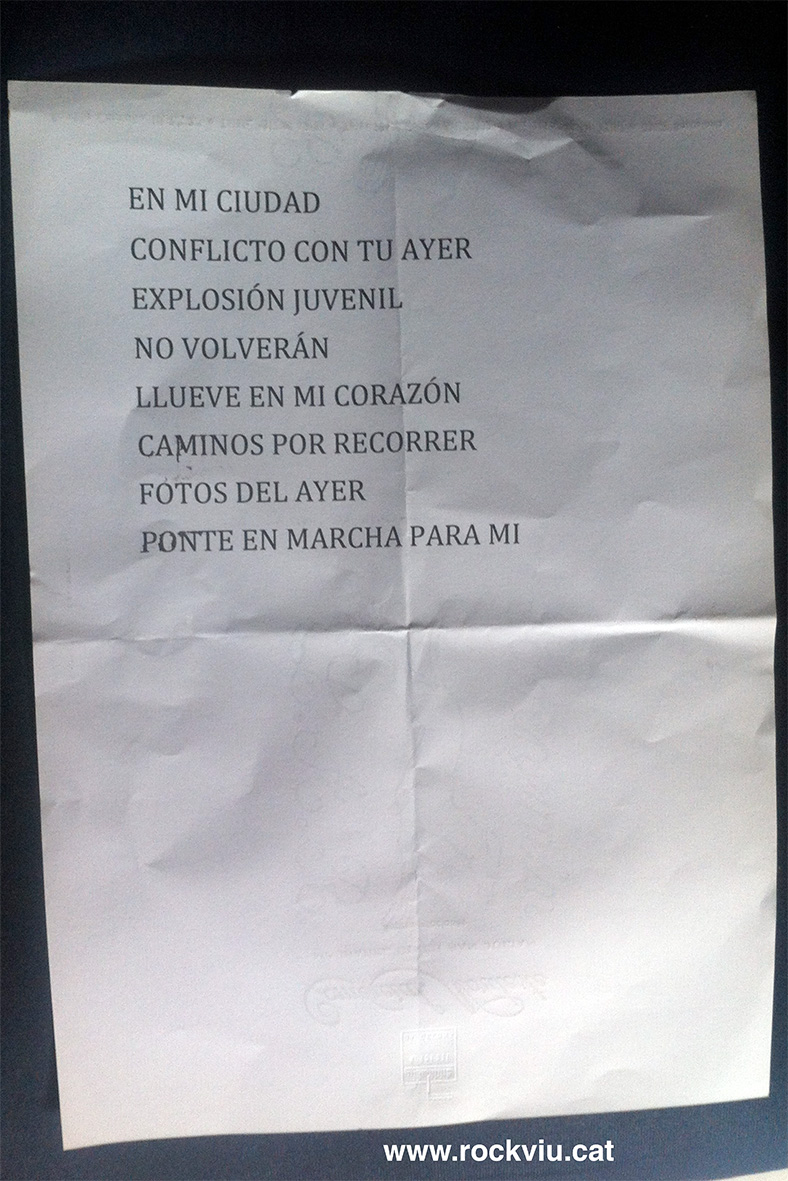 EN MI CIUDAD
CONFLICTO CON TU AYER
EXPLOSIÓN JUVENIL
NO VOLVERÁN
LLUEVE EN MI CORAZÓN
CAMINOS POR RECORRER
FOTOS DEL AYER
PONTE EN MARCHA PARA MI
www.rockviu.cat